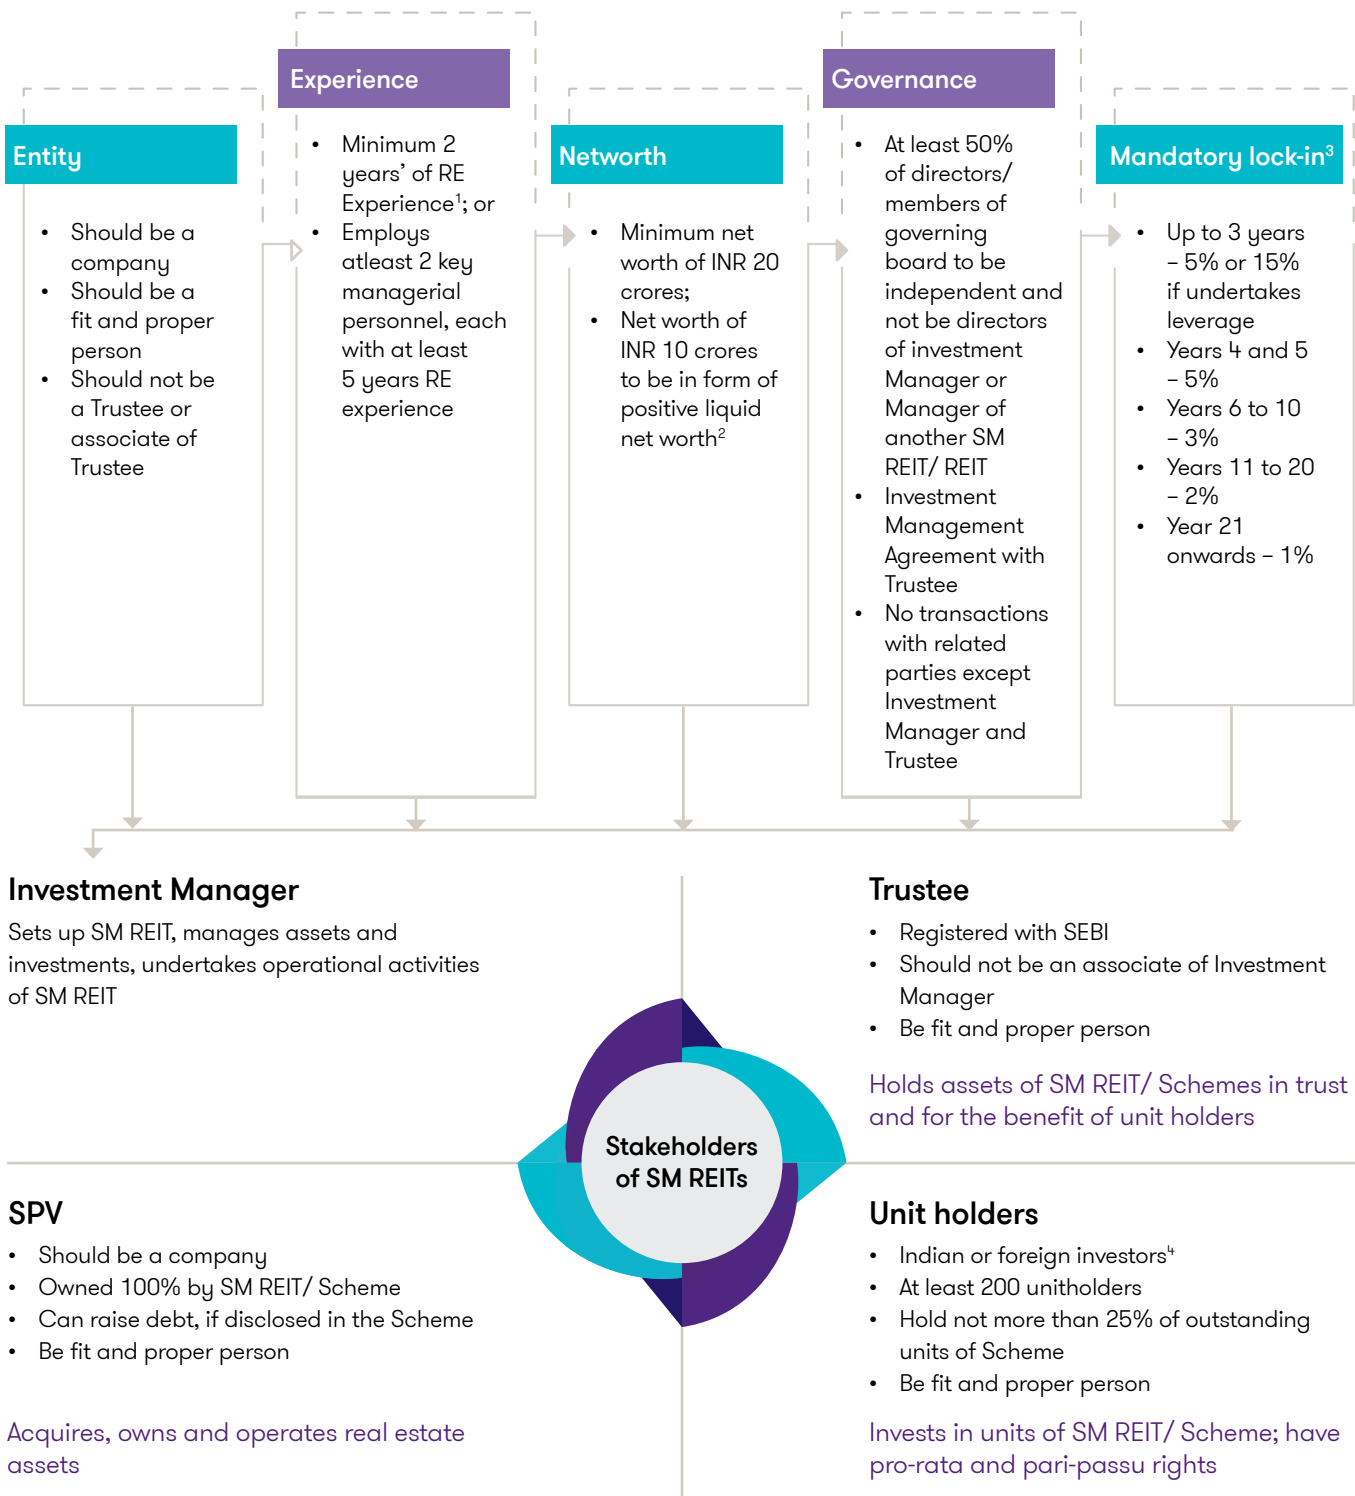 Entity
• Should be a
company
• Should be a
fit and proper
person
• Should not be
a Trustee or
associate of
Trustee
Experience
• Minimum 2
years’ of RE
Experience¹; or
• Employs
atleast 2 key
managerial
personnel, each
with at least
5 years RE
experience
Networth
• Minimum net
worth of INR 20
crores;
• Net worth of
INR 10 crores
to be in form of
positive liquid
net worth²
Governance
• At least 50%
of directors/
members of
governing
board to be
independent and
not be directors
of investment
Manager or
Manager of
another SM
REIT/ REIT
• Investment
Management
Agreement with
Trustee
• No transactions
with related
parties except
Investment
Manager and
Trustee
Mandatory lock-in³
• Up to 3 years
– 5% or 15%
if undertakes
leverage
• Years 4 and 5
– 5%
• Years 6 to 10
– 3%
• Years 11 to 20
– 2%
• Year 21
onwards – 1%
Investment Manager
Sets up SM REIT, manages assets and
investments, undertakes operational activities
of SM REIT
Trustee
• Registered with SEBI
• Should not be an associate of Investment
Manager
• Be fit and proper person
Holds assets of SM REIT/ Schemes in trust
and for the benefit of unit holders
Stakeholders
of SM REITs
SPV
• Should be a company
• Owned 100% by SM REIT/ Scheme
• Can raise debt, if disclosed in the Scheme
• Be fit and proper person
Acquires, owns and operates real estate
assets
Unit holders
• Indian or foreign investors⁴
• At least 200 unitholders
• Hold not more than 25% of outstanding
units of Scheme
• Be fit and proper person
Invests in units of SM REIT/ Scheme; have
pro-rata and pari-passu rights